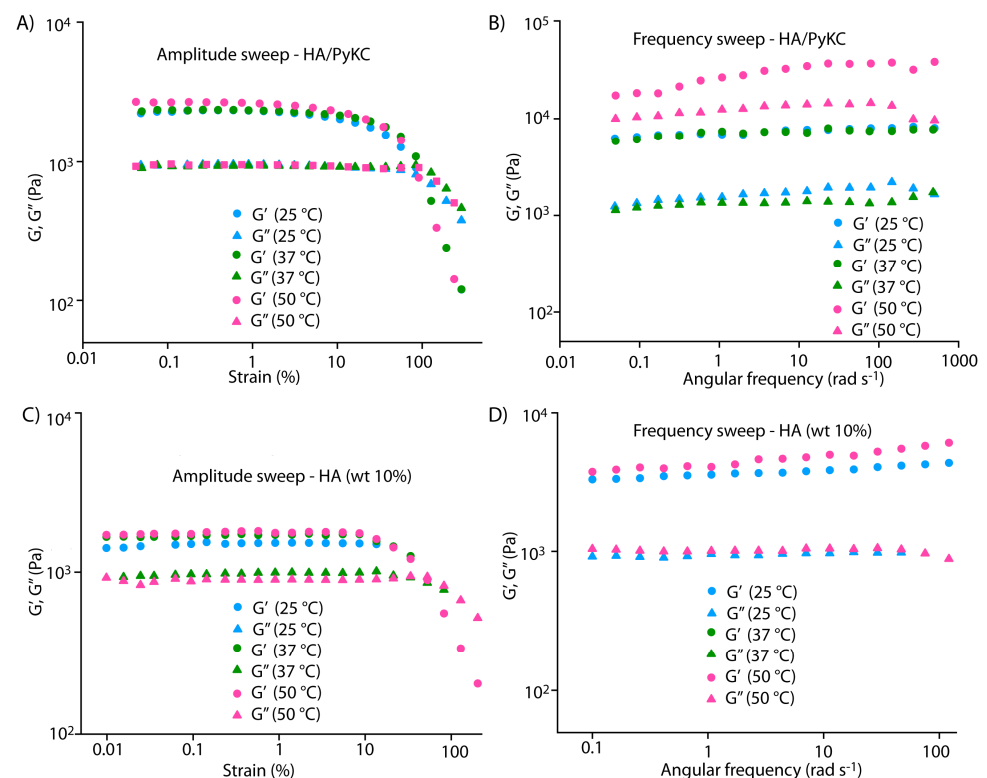 A)
10⁴
Amplitude sweep - HA/PyKC
10³
G′, G″ (Pa)
G′ (25 °C)
G″ (25 °C)
G′ (37 °C)
G″ (37 °C)
G′ (50 °C)
G″ (50 °C)
10²
0.01 0.1 1 10 100
Strain (%)
B)
10⁵
Frequency sweep - HA/PyKC
10⁴
G′, G″ (Pa)
10³
G′ (25 °C)
G″ (25 °C)
G′ (37 °C)
G″ (37 °C)
G′ (50 °C)
G″ (50 °C)
10²
0.01 0.1 1 10 100 1000
Angular frequency (rad s⁻¹)
C)
10⁴
Amplitude sweep - HA (wt 10%)
G′, G″ (Pa)
10³
G′ (25 °C)
G″ (25 °C)
G′ (37 °C)
G″ (37 °C)
G′ (50 °C)
G″ (50 °C)
10²
0.01 0.1 1 10 100
Strain (%)
D)
10⁴
Frequency sweep - HA (wt 10%)
10³
G′, G″ (Pa)
G′ (25 °C)
G″ (25 °C)
G′ (37 °C)
G″ (37 °C)
G′ (50 °C)
G″ (50 °C)
10²
0.1 1 10 100
Angular frequency (rad s⁻¹)